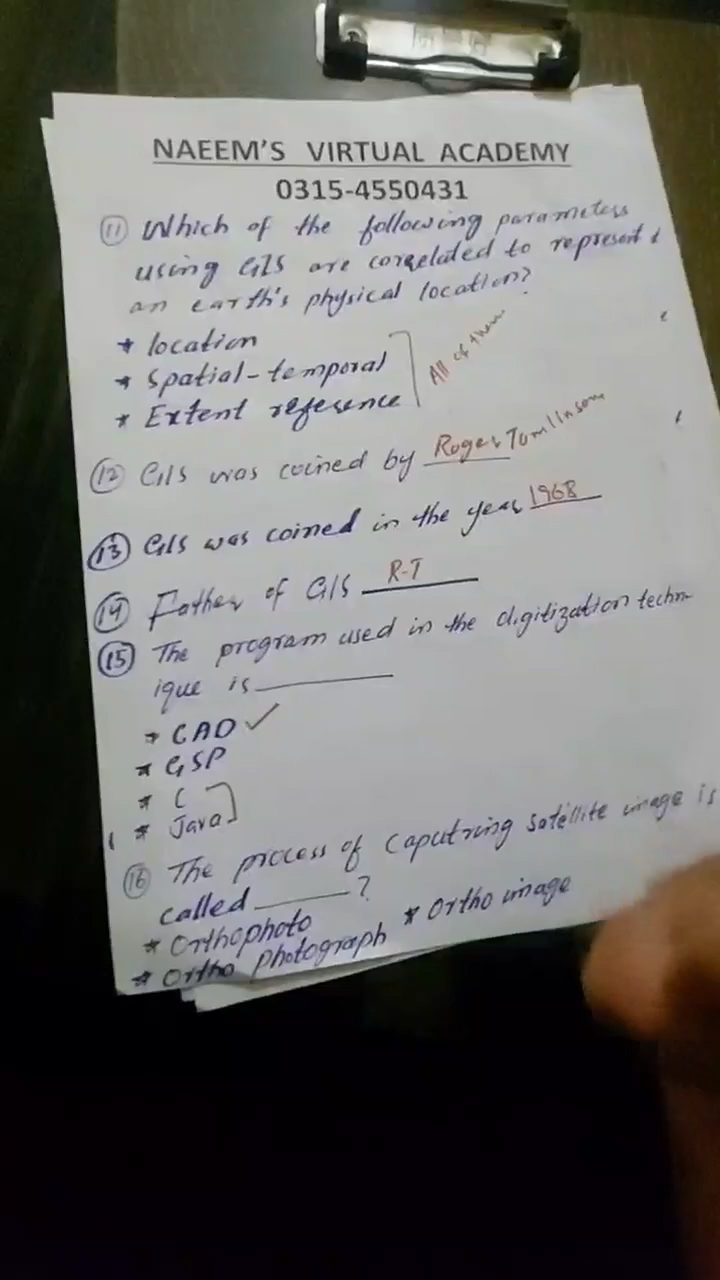 NAEEM'S VIRTUAL ACADEMY
0315-4550431
11 Which of the following parameters
using GIS are correlated to represent
an earth's physical location?
* location
* Spatial-temporal
* Extent reference
All of them
12 GIS was coined by Roger Tomlinson
13 GIS was coined in the year 1968
14 Father of GIS R-T
15 The program used in the digitization techn-
ique is ________
* CAD ✓
* GSP
* C
* Java
16 The process of caputring satellite image is
called ________?
* Orthophoto * Ortho image
* Ortho photograph